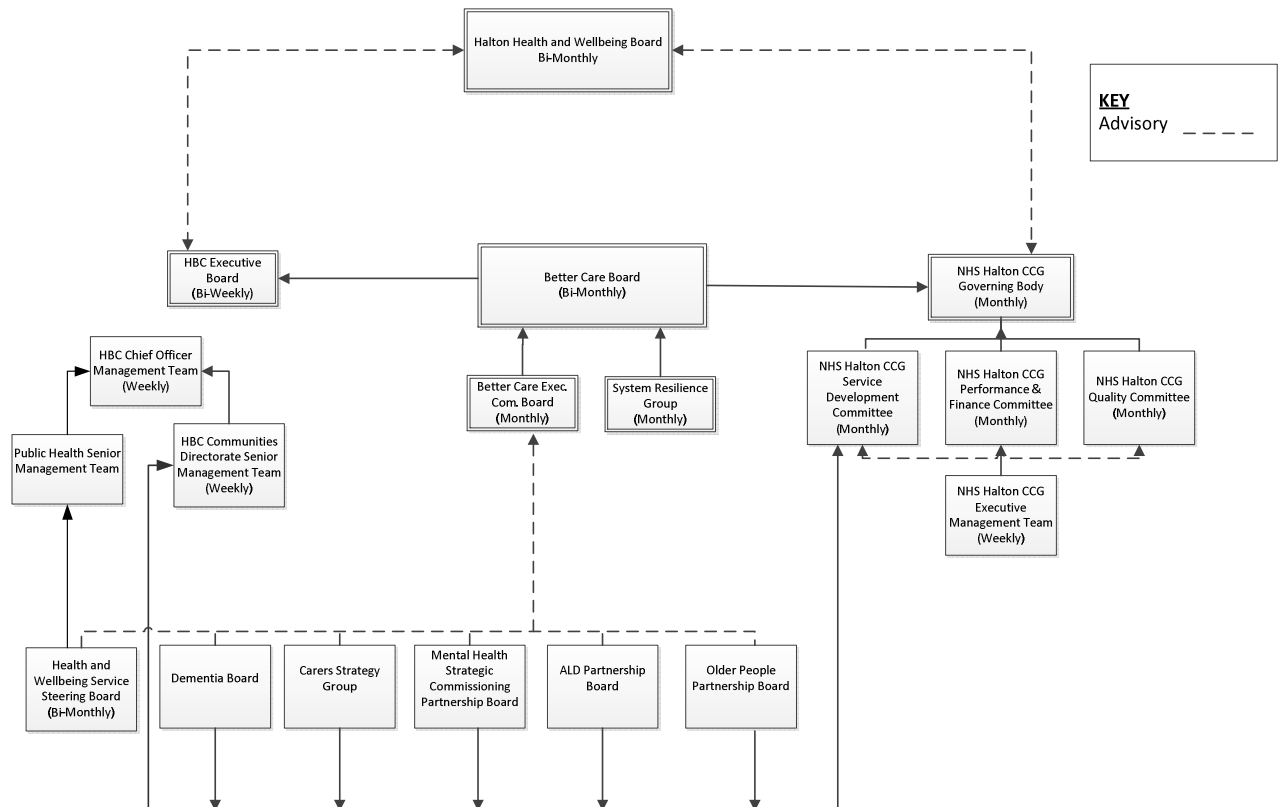 Halton Health and Wellbeing Board
Bi-Monthly
KEY
Advisory
HBC Executive
Board
(Bi-Weekly)
Better Care Board
(Bi-Monthly)
NHS Halton CCG
Governing Body
(Monthly)
HBC Chief Officer
Management Team
(Weekly)
Better Care Exec.
Com. Board
(Monthly)
System Resilience
Group
(Monthly)
NHS Halton CCG
Service
Development
Committee
(Monthly)
NHS Halton CCG
Performance &
Finance Committee
(Monthly)
NHS Halton CCG
Quality Committee
(Monthly)
Public Health Senior
Management Team
HBC Communities
Directorate Senior
Management Team
(Weekly)
NHS Halton CCG
Executive
Management Team
(Weekly)
Health and
Wellbeing Service
Steering Board
(Bi-Monthly)
Dementia Board
Carers Strategy
Group
Mental Health
Strategic
Commissioning
Partnership Board
ALD Partnership
Board
Older People
Partnership Board